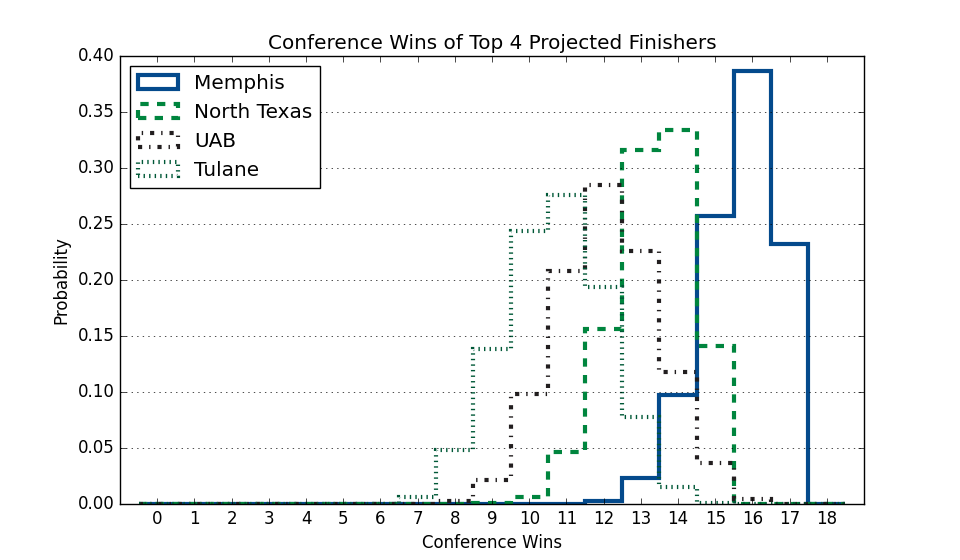 Conference Wins of Top 4 Projected Finishers
0.40
0.35
0.30
0.25
0.20
0.15
0.10
0.05
0.00
Probability
Memphis
North Texas
UAB
Tulane
0 1 2 3 4 5 6 7 8 9 10 11 12 13 14 15 16 17 18
Conference Wins